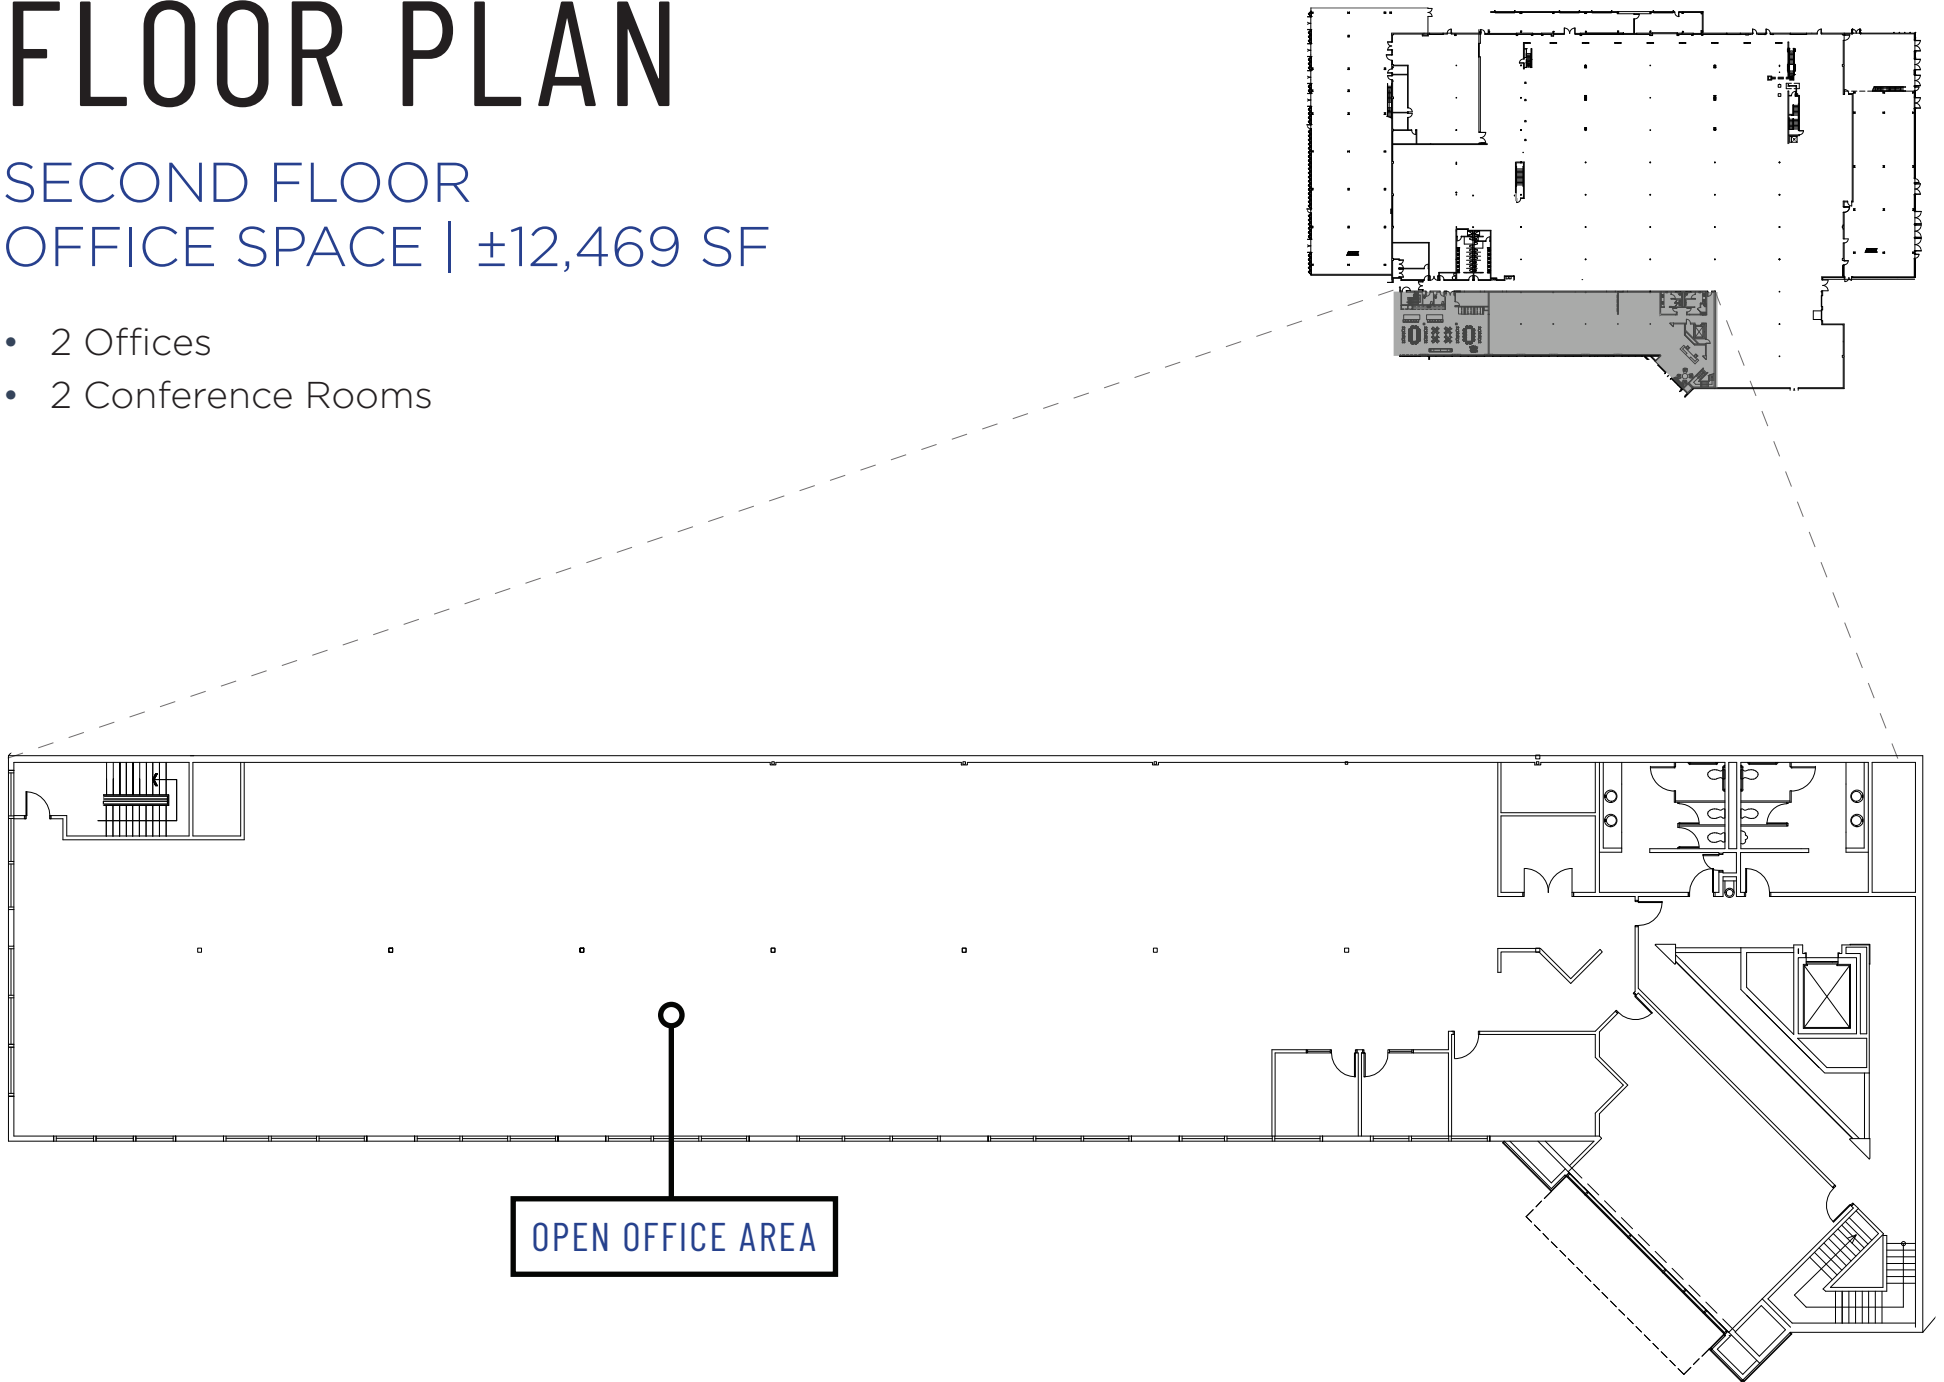 FLOOR PLAN
SECOND FLOOR
OFFICE SPACE | ±12,469 SF
• 2 Offices
• 2 Conference Rooms
OPEN OFFICE AREA